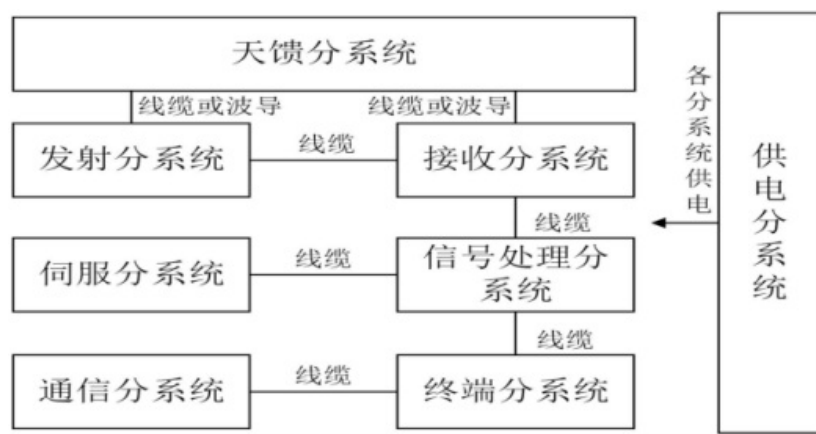 天馈分系统
线缆或波导
线缆或波导
发射分系统
线缆
接收分系统
线缆
伺服分系统
线缆
信号处理分
系统
线缆
通信分系统
线缆
终端分系统
各分系统供电
供电分系统